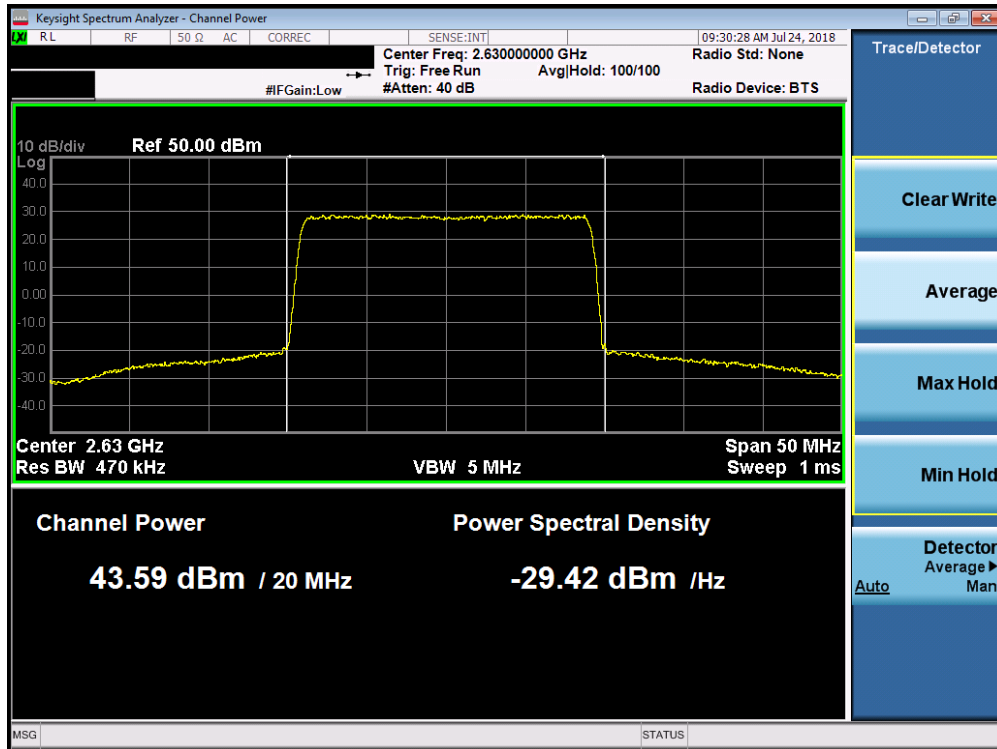 Keysight Spectrum Analyzer - Channel Power
LXI RL RF 50 Ω AC CORREC SENSE:INT 09:30:28 AM Jul 24, 2018
Center Freq: 2.630000000 GHz Radio Std: None
Trig: Free Run Avg|Hold: 100/100
#IFGain:Low #Atten: 40 dB Radio Device: BTS
10 dB/div Ref 50.00 dBm
Log
40.0
30.0
20.0
10.0
0.00
-10.0
-20.0
-30.0
-40.0
Center 2.63 GHz Span 50 MHz
Res BW 470 kHz VBW 5 MHz Sweep 1 ms
Channel Power Power Spectral Density
43.59 dBm / 20 MHz -29.42 dBm /Hz
Trace/Detector
Clear Write
Average
Max Hold
Min Hold
Detector
Average
Auto Man
MSG STATUS